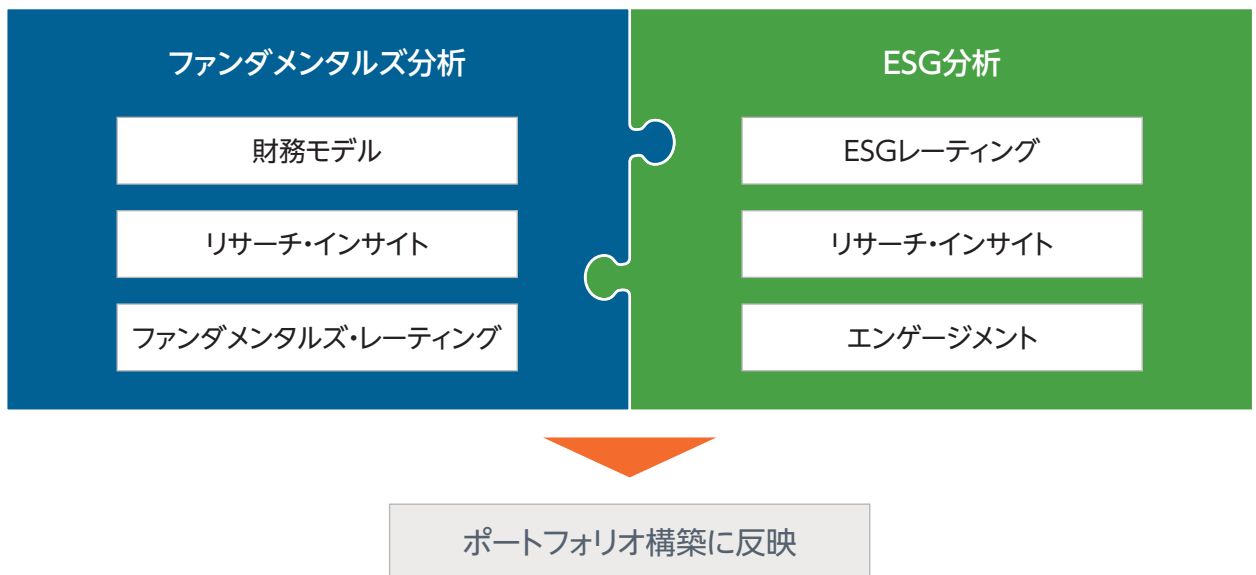 ファンダメンタルズ分析
財務モデル
リサーチ・インサイト
ファンダメンタルズ・レーティング
ESG分析
ESGレーティング
リサーチ・インサイト
エンゲージメント
ポートフォリオ構築に反映